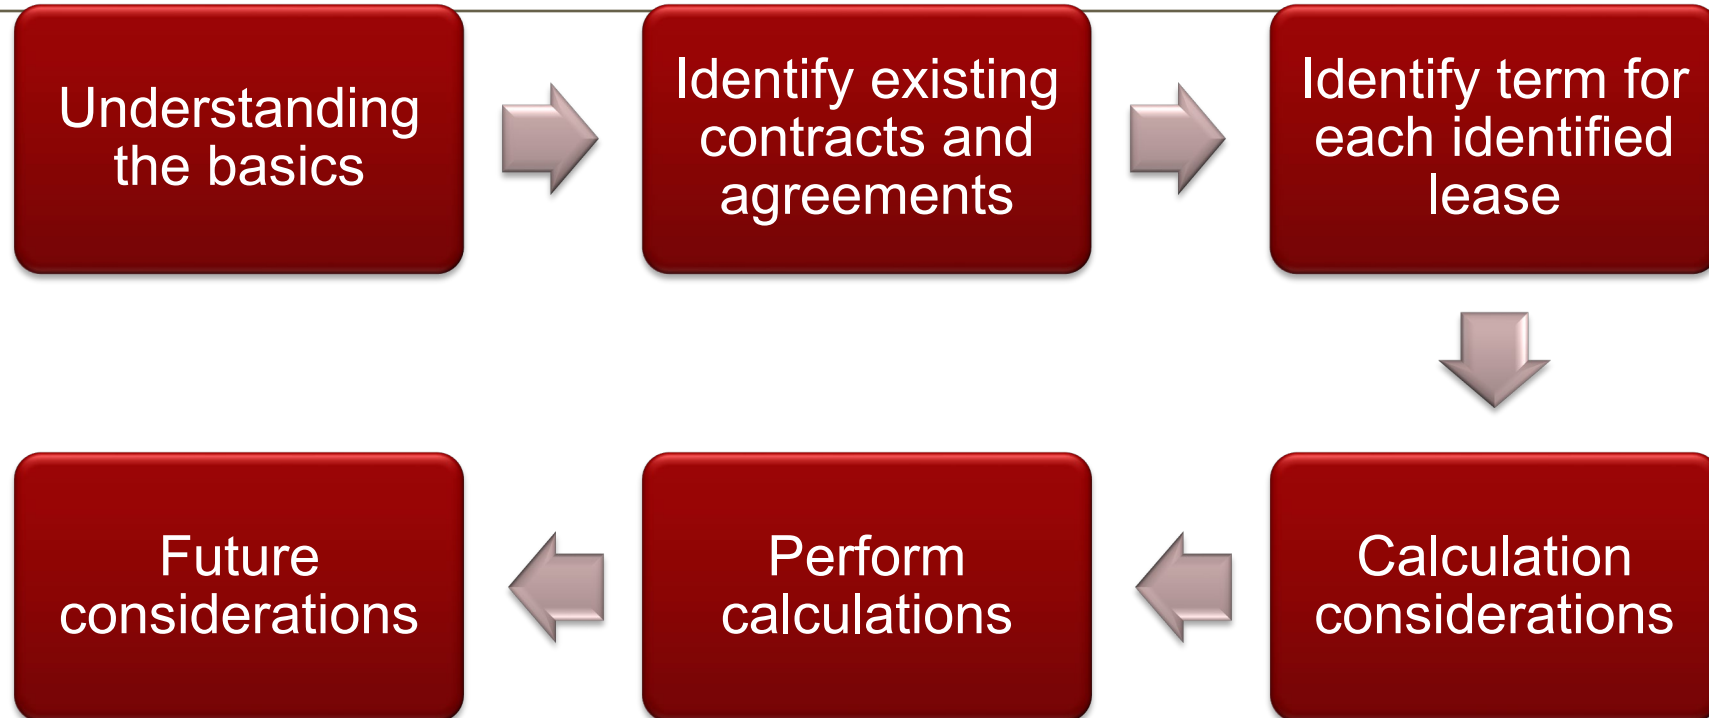 Understanding
the basics
Identify existing
contracts and
agreements
Identify term for
each identified
lease
Calculation
considerations
Perform
calculations
Future
considerations